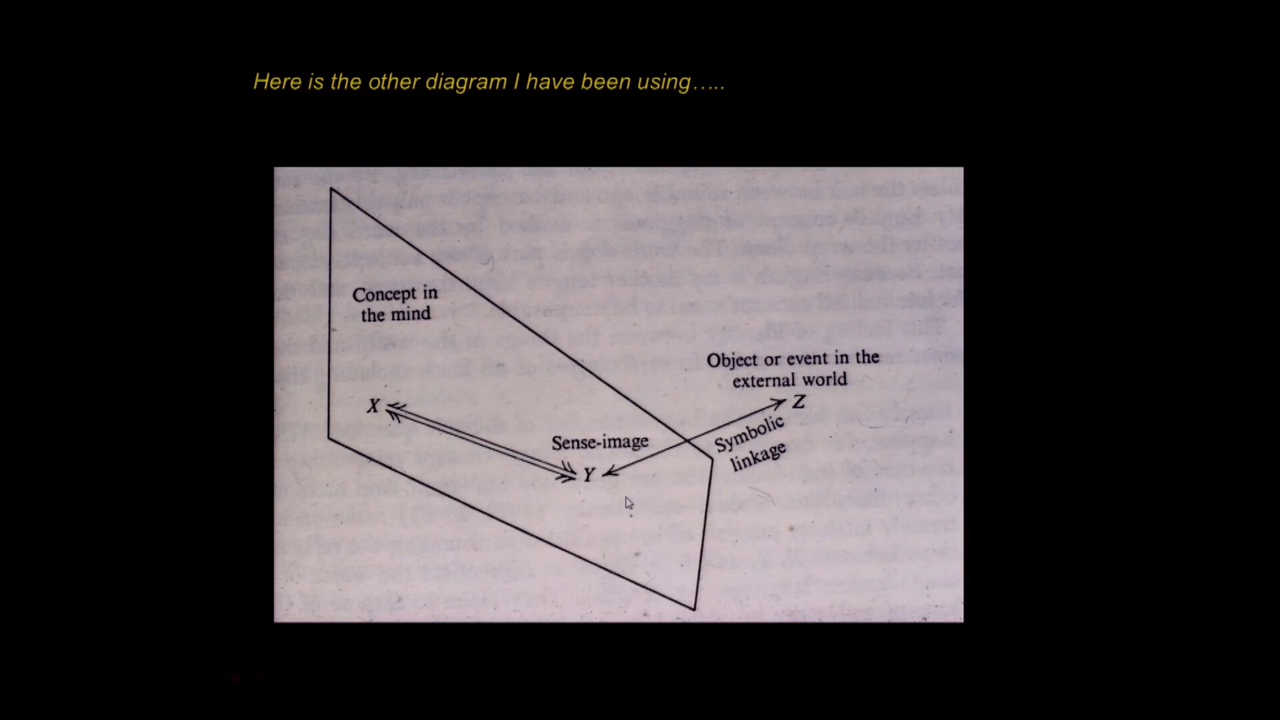 Here is the other diagram I have been using.....
Concept in
the mind
Object or event in the
external world
X
Z
Sense-image
Symbolic
linkage
Y